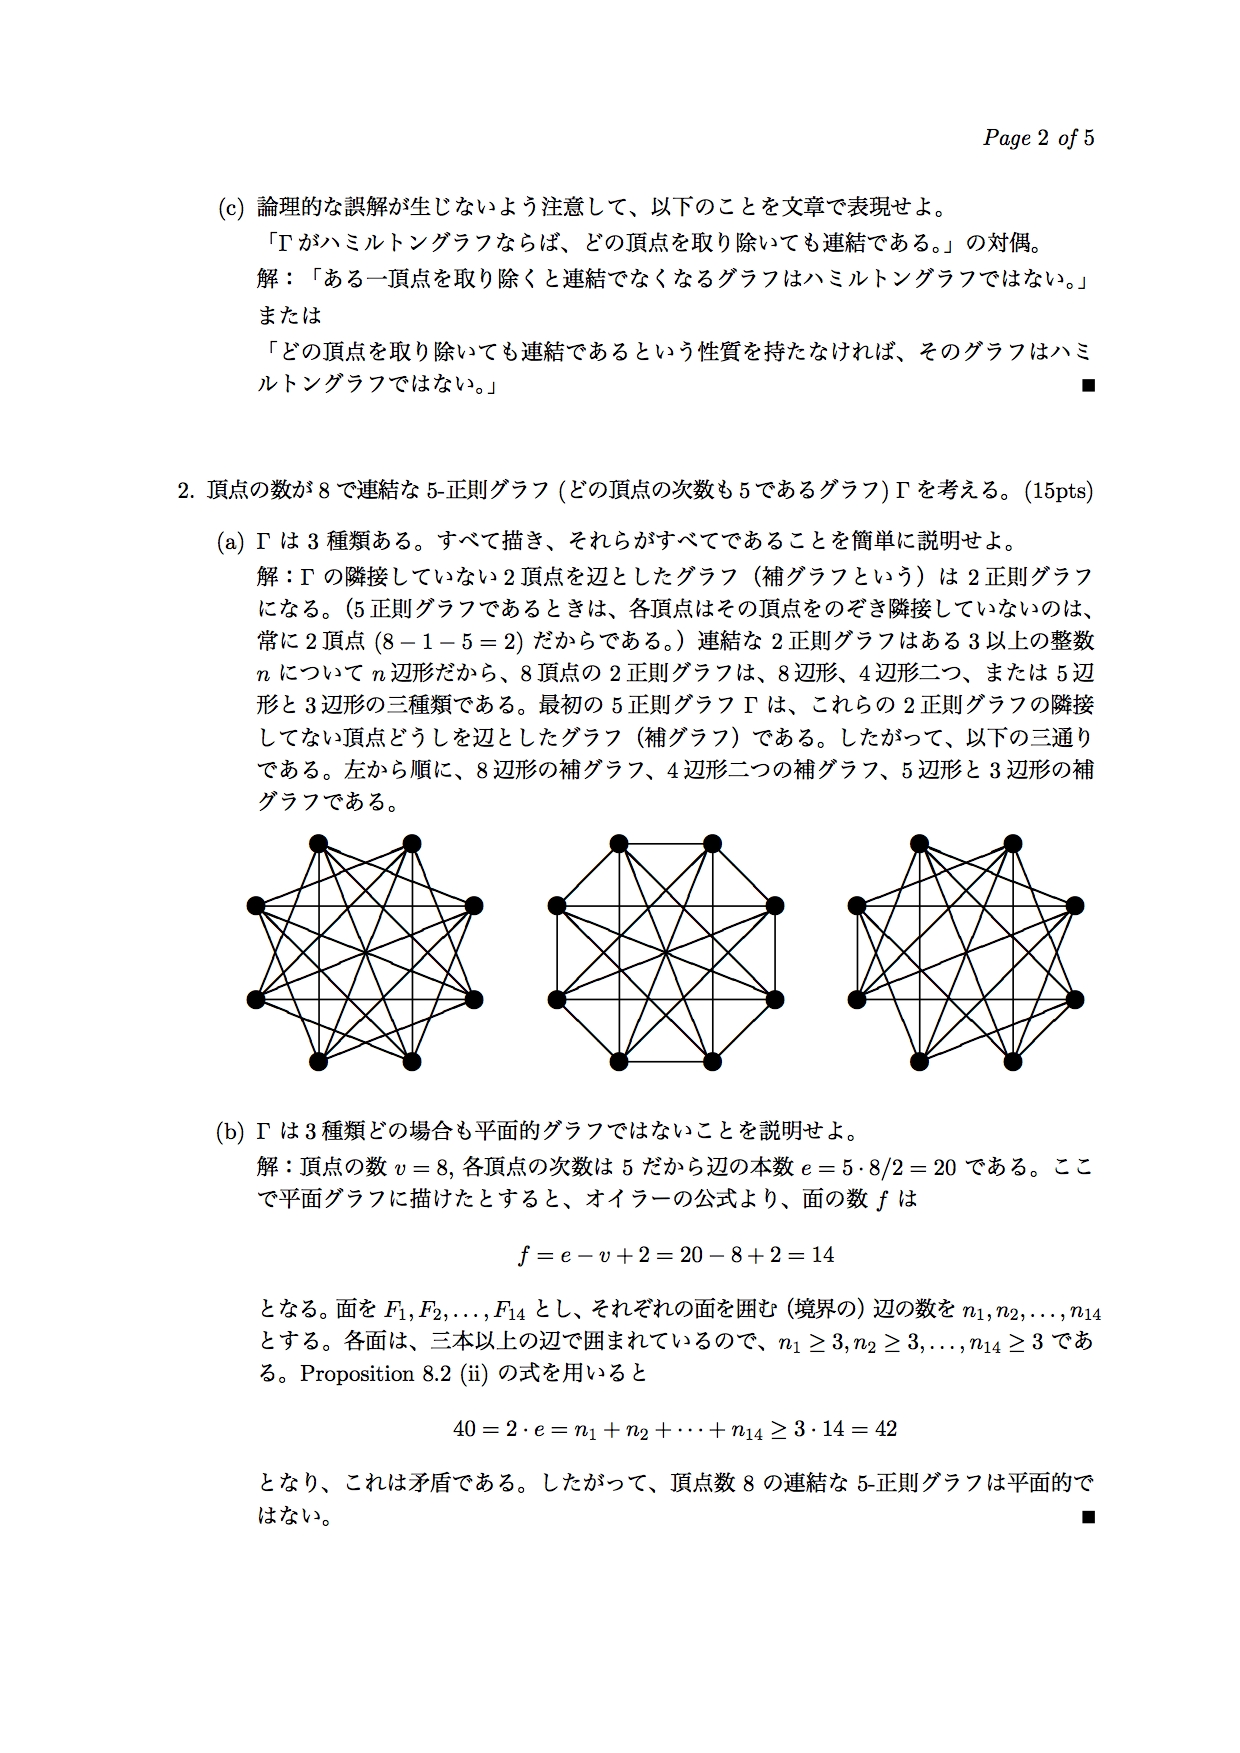 Page 2 of 5
(c) 論理的な誤解が生じないよう注意して、以下のことを文章で表現せよ。
「Γ がハミルトングラフならば、どの頂点を取り除いても連結である。」の対偶。
解：「ある一頂点を取り除くと連結でなくなるグラフはハミルトングラフではない。」
または
「どの頂点を取り除いても連結であるという性質を持たなければ、そのグラフはハミ
ルトングラフではない。」 ■
2. 頂点の数が 8 で連結な 5-正則グラフ (どの頂点の次数も 5 であるグラフ) Γ を考える。(15pts)
(a) Γ は 3 種類ある。すべて描き、それらがすべてであることを簡単に説明せよ。
解：Γ の隣接していない 2 頂点を辺としたグラフ（補グラフという）は 2 正則グラフ
になる。(5 正則グラフであるときは、各頂点はその頂点をのぞき隣接していないのは、
常に 2 頂点 (8 − 1 − 5 = 2) だからである。）連結な 2 正則グラフはある 3 以上の整数
n について n 辺形だから、8 頂点の 2 正則グラフは、8 辺形、4 辺形二つ、または 5 辺
形と 3 辺形の三種類である。最初の 5 正則グラフ Γ は、これらの 2 正則グラフの隣接
してない頂点どうしを辺としたグラフ（補グラフ）である。したがって、以下の三通り
である。左から順に、8 辺形の補グラフ、4 辺形二つの補グラフ、5 辺形と 3 辺形の補
グラフである。
(b) Γ は 3 種類どの場合も平面的グラフではないことを説明せよ。
解：頂点の数 v = 8, 各頂点の次数は 5 だから辺の本数 e = 5 · 8/2 = 20 である。ここ
で平面グラフに描けたとすると、オイラーの公式より、面の数 f は
f = e − v + 2 = 20 − 8 + 2 = 14
となる。面を F₁, F₂, . . . , F₁₄ とし、それぞれの面を囲む（境界の）辺の数を n₁, n₂, . . . , n₁₄
とする。各面は、三本以上の辺で囲まれているので、n₁ ≥ 3, n₂ ≥ 3, . . . , n₁₄ ≥ 3 であ
る。Proposition 8.2 (ii) の式を用いると
40 = 2 · e = n₁ + n₂ + · · · + n₁₄ ≥ 3 · 14 = 42
となり、これは矛盾である。したがって、頂点数 8 の連結な 5-正則グラフは平面的で
はない。 ■